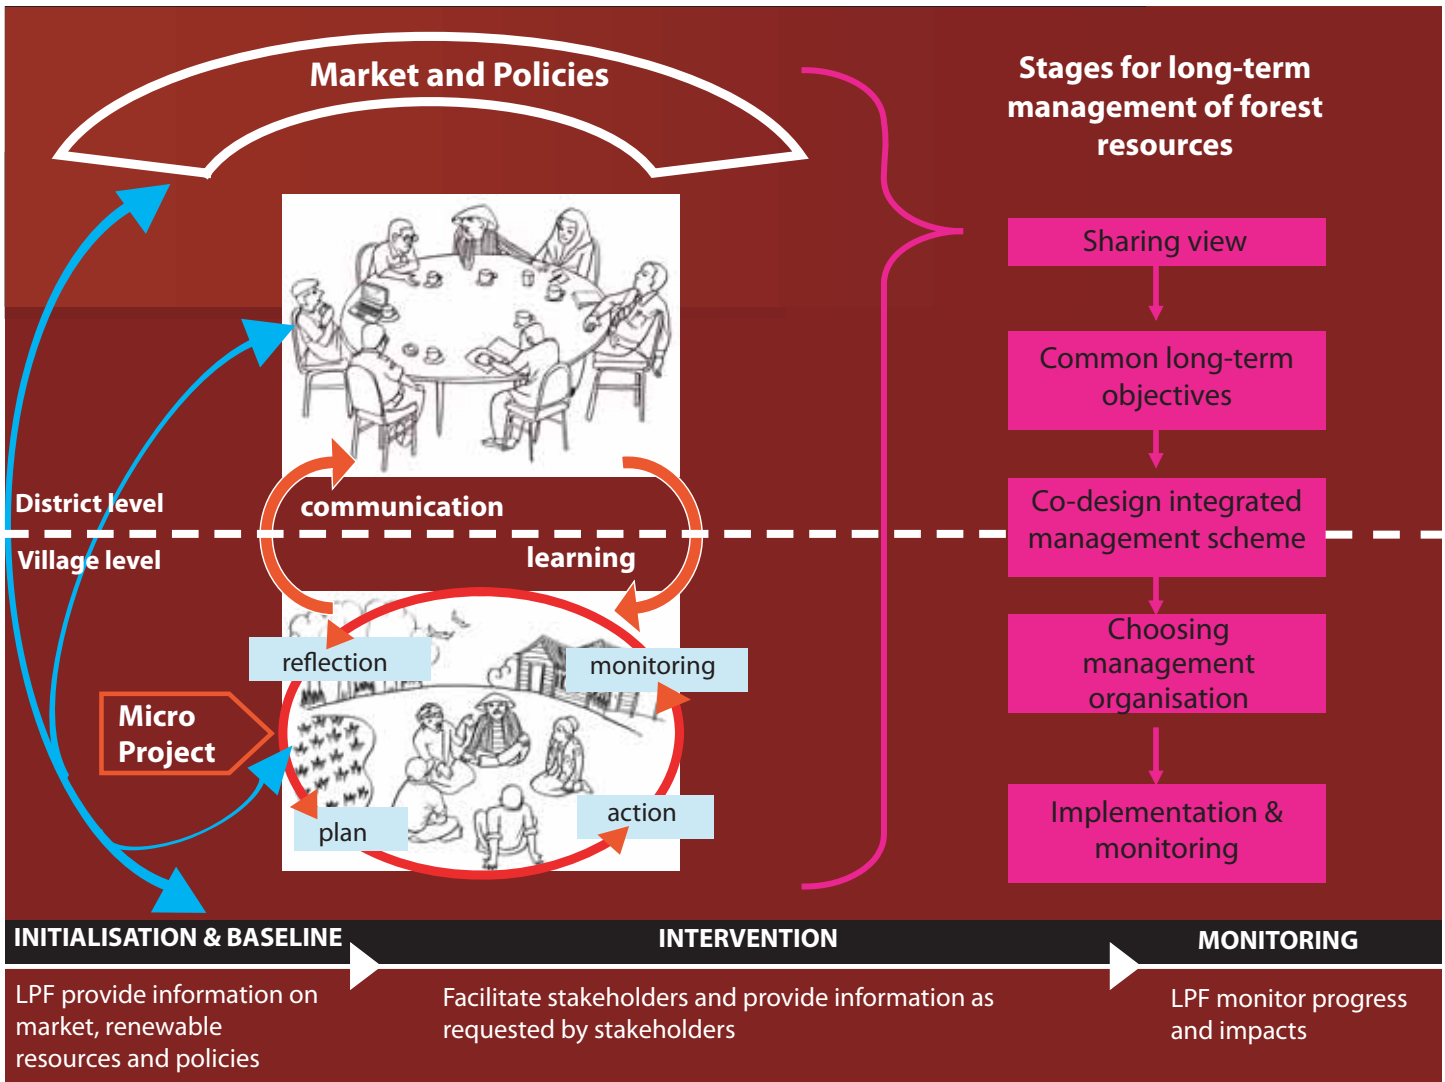 Market and Policies
Stages for long-term
management of forest
resources
Sharing view
Common long-term
objectives
District level
communication
Co-design integrated
management scheme
Village level
learning
Choosing
management
organisation
reflection
monitoring
Micro
Project
plan
action
Implementation &
monitoring
INITIALISATION & BASELINE
INTERVENTION
MONITORING
LPF provide information on
market, renewable
resources and policies
Facilitate stakeholders and provide information as
requested by stakeholders
LPF monitor progress
and impacts